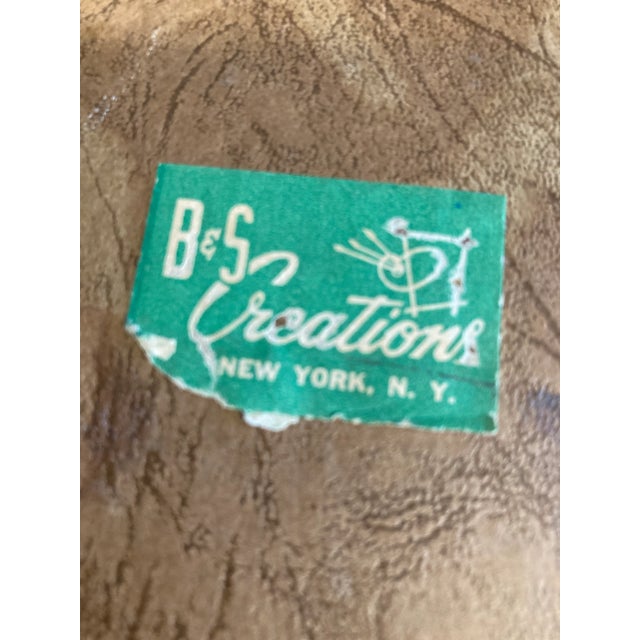 B & S
Creations
NEW YORK, N. Y.